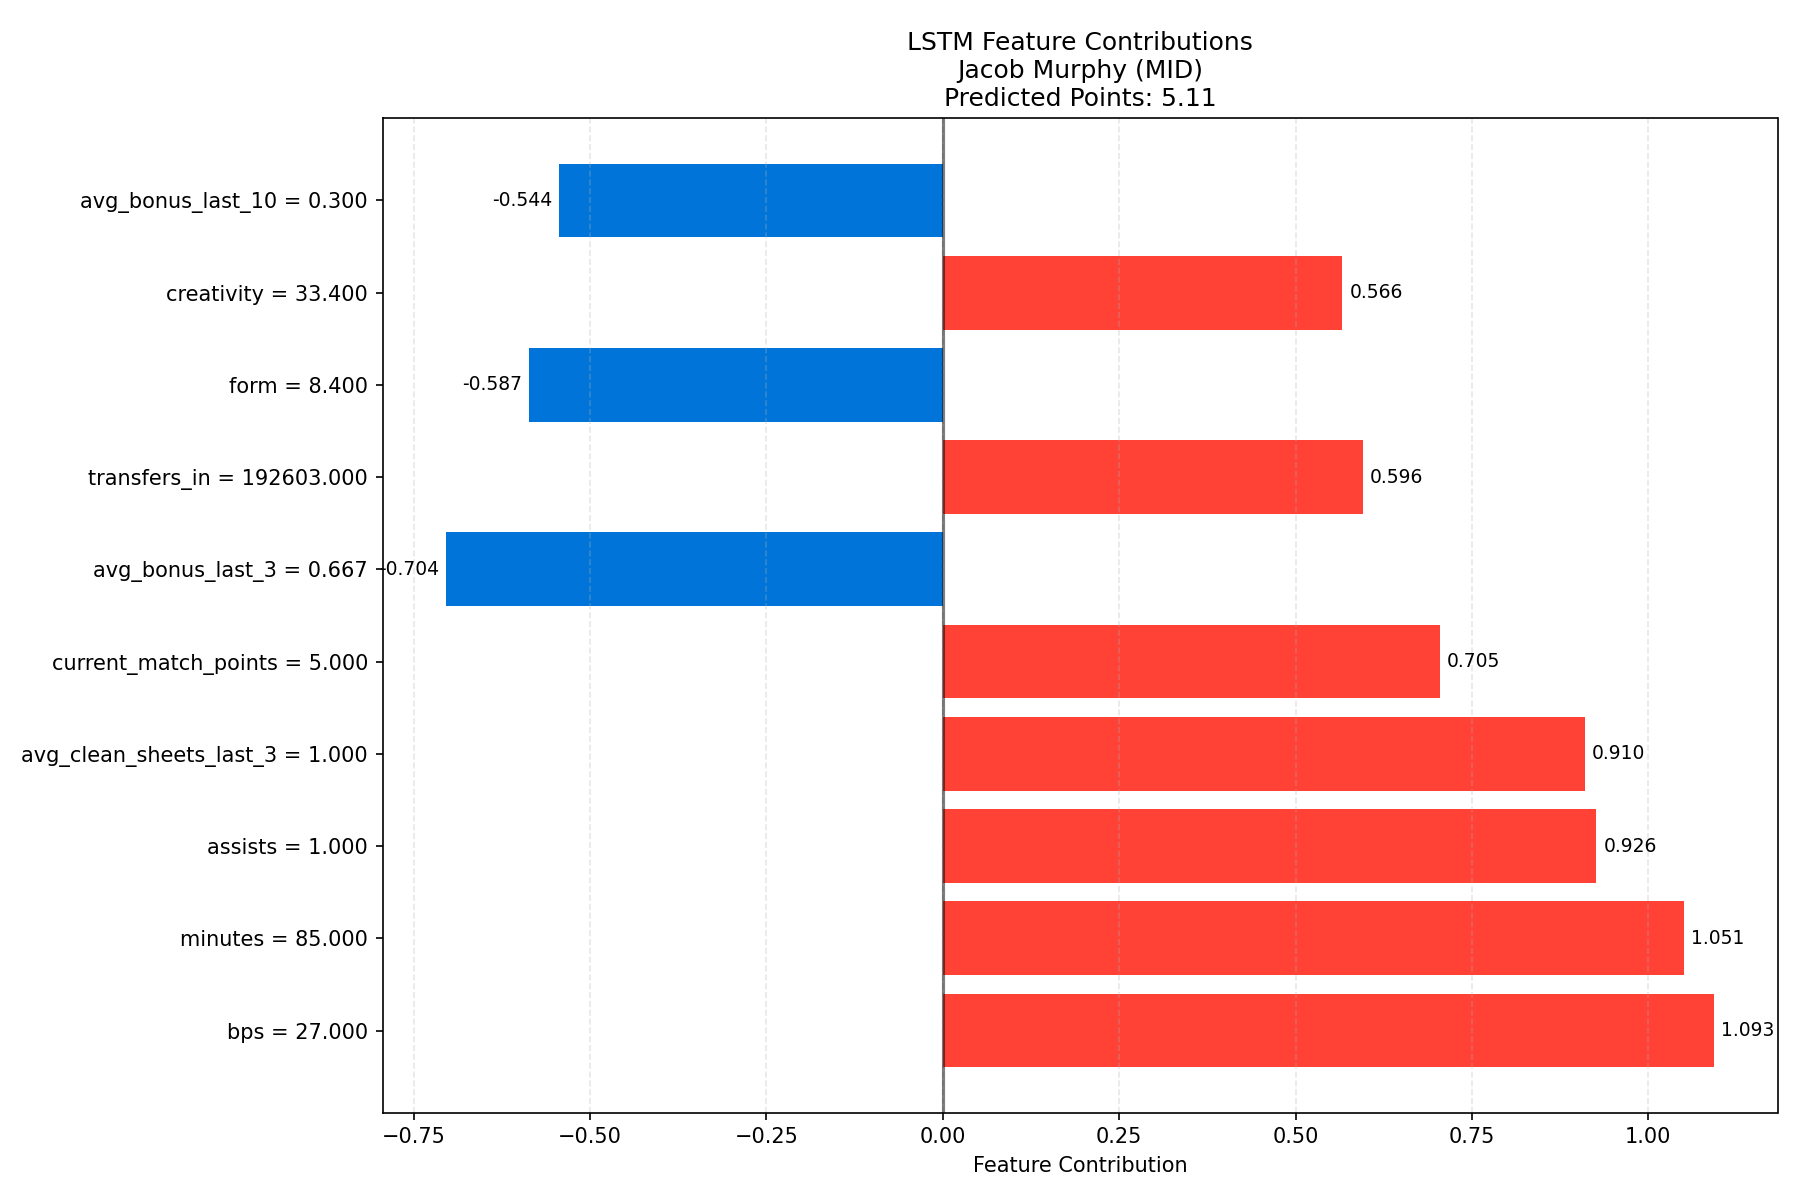 LSTM Feature Contributions
Jacob Murphy (MID)
Predicted Points: 5.11
avg_bonus_last_10 = 0.300
-0.544
creativity = 33.400
0.566
form = 8.400
-0.587
transfers_in = 192603.000
0.596
avg_bonus_last_3 = 0.667
-0.704
current_match_points = 5.000
0.705
avg_clean_sheets_last_3 = 1.000
0.910
assists = 1.000
0.926
minutes = 85.000
1.051
bps = 27.000
1.093
−0.75 −0.50 −0.25 0.00 0.25 0.50 0.75 1.00
Feature Contribution